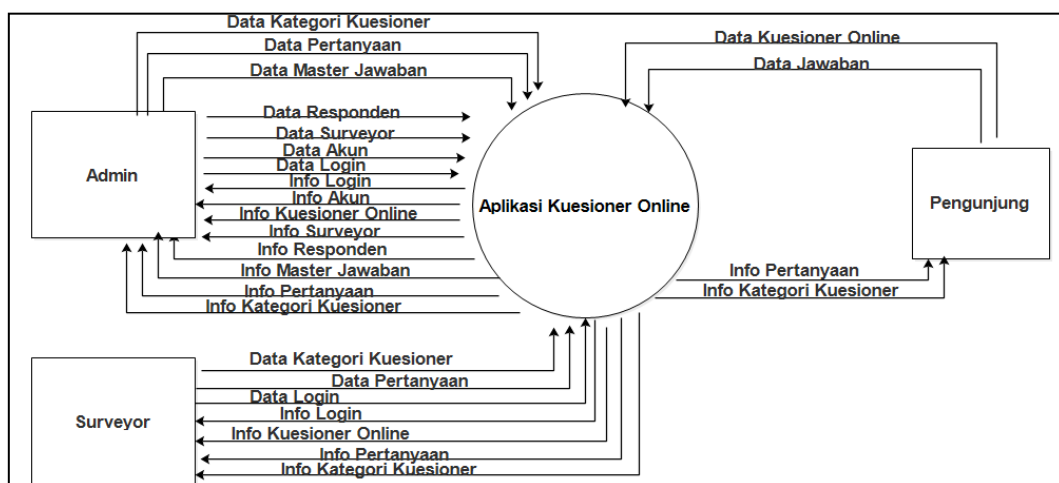 Data Kategori Kuesioner
Data Pertanyaan
Data Master Jawaban
Data Kuesioner Online
Data Jawaban
Data Responden
Data Surveyor
Data Akun
Data Login
Info Login
Info Akun
Info Kuesioner Online
Info Surveyor
Info Responden
Info Master Jawaban
Info Pertanyaan
Info Kategori Kuesioner
Admin
Aplikasi Kuesioner Online
Pengunjung
Info Pertanyaan
Info Kategori Kuesioner
Data Kategori Kuesioner
Data Pertanyaan
Data Login
Info Login
Info Kuesioner Online
Info Pertanyaan
Info Kategori Kuesioner
Surveyor